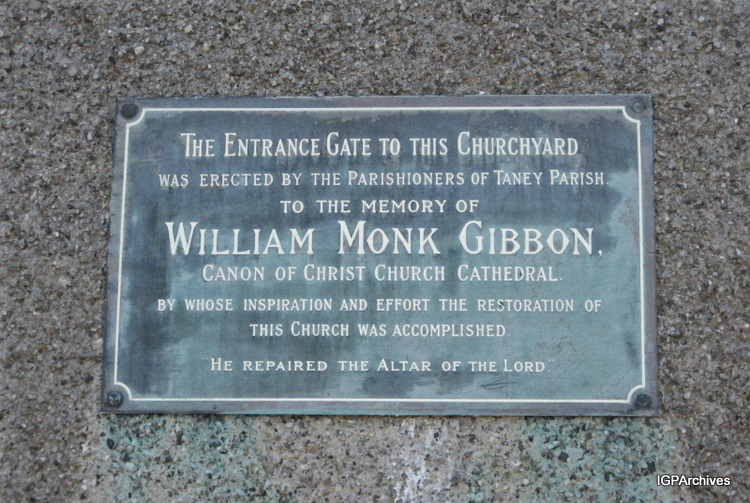 The Entrance Gate to this Churchyard
was erected by the Parishioners of Taney Parish.
to the memory of
William Monk Gibbon,
Canon of Christ Church Cathedral.
by whose inspiration and effort the restoration of
this Church was accomplished.
"He repaired the Altar of the Lord"
IGPArchives